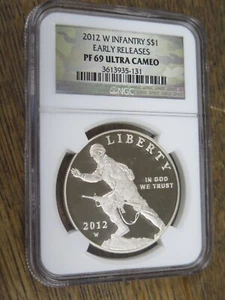 2012 W INFANTRY S$1
EARLY RELEASES
PF 69 ULTRA CAMEO
3613935-131
NGC
LIBERTY
IN GOD
WE TRUST
2012
W